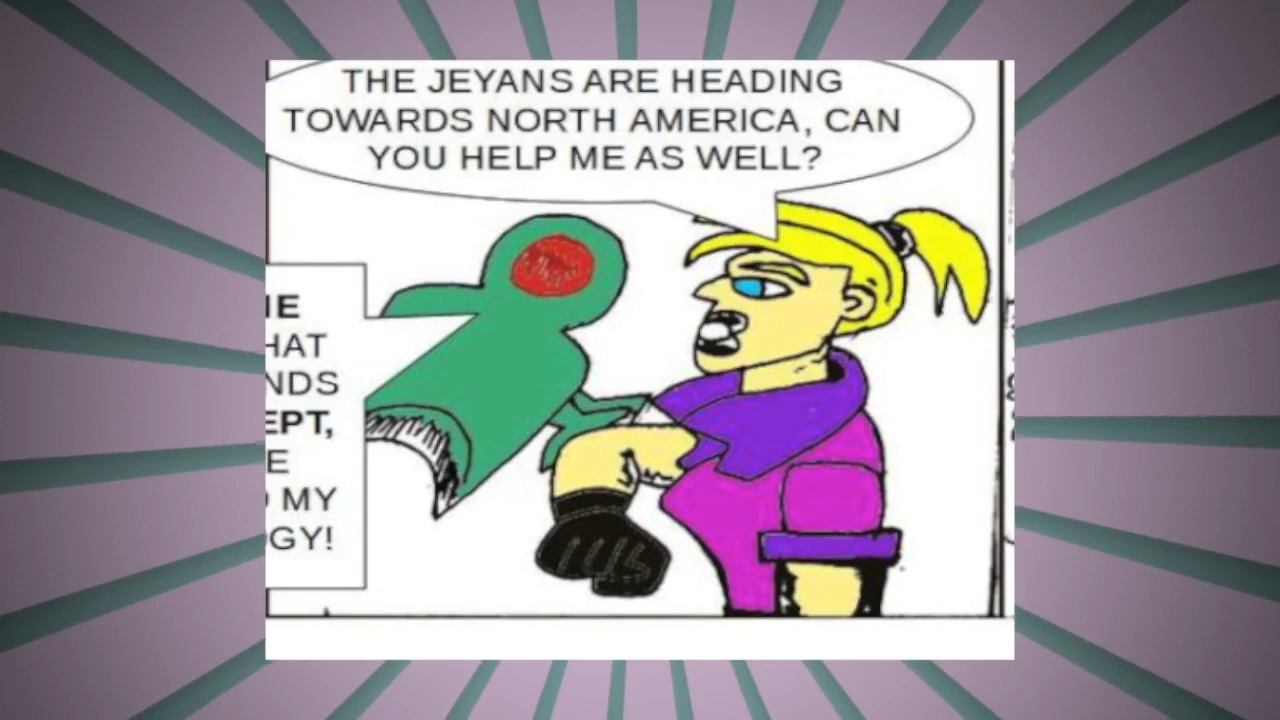 THE JEYANS ARE HEADING
TOWARDS NORTH AMERICA, CAN
YOU HELP ME AS WELL?
IE
HAT
NDS
EPT,
E
MY
GY!